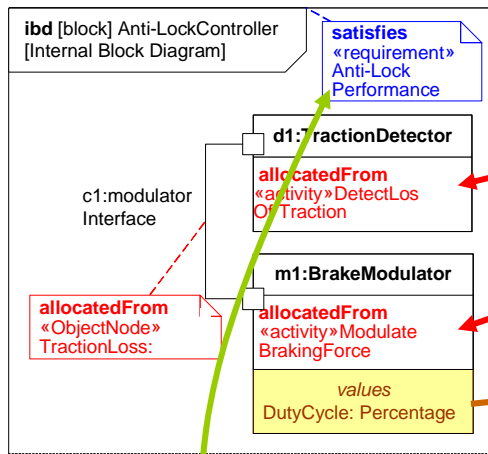 ibd [block] Anti-LockController
[Internal Block Diagram]
satisfies
«requirement»
Anti-Lock
Performance
d1:TractionDetector
allocatedFrom
«activity»DetectLos
Of Traction
c1:modulator
Interface
m1:BrakeModulator
allocatedFrom
«activity»Modulate
BrakingForce
allocatedFrom
«ObjectNode»
TractionLoss:
values
DutyCycle: Percentage